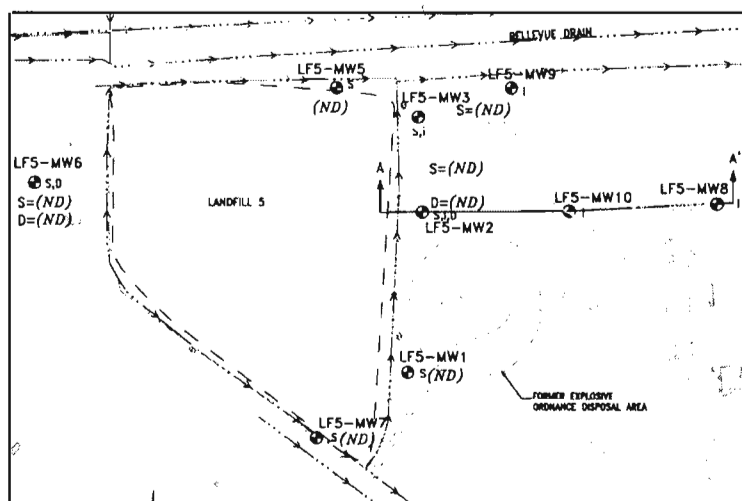 BELLEVUE DRAIN
LF5-MW5
S
(ND)
LF5-MW9
I
LF5-MW3
S=(ND)
S,I
LF5-MW6
S,D
S=(ND)
D=(ND)
LANDFILL 5
A
S=(ND)
D=(ND)
S,I,D
LF5-MW2
LF5-MW10
I
LF5-MW8
A'
I
LF5-MW1
S(ND)
FORMER EXPLOSIVE
ORDNANCE DISPOSAL AREA
LF5-MW7
S(ND)